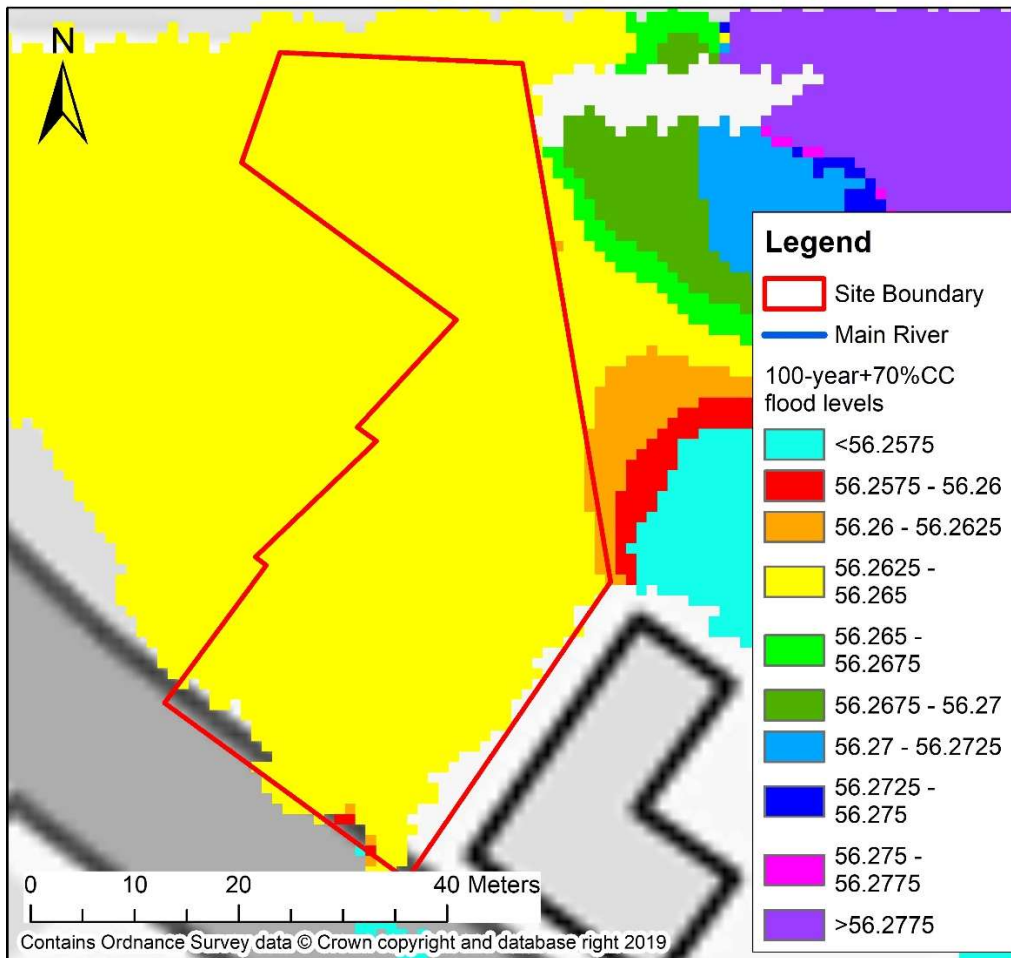 N
Legend
Site Boundary
Main River
100-year+70%CC
flood levels
<56.2575
56.2575 - 56.26
56.26 - 56.2625
56.2625 -
56.265
56.265 -
56.2675
56.2675 - 56.27
56.27 - 56.2725
56.2725 -
56.275
56.275 -
56.2775
>56.2775
0 10 20 40 Meters
Contains Ordnance Survey data © Crown copyright and database right 2019